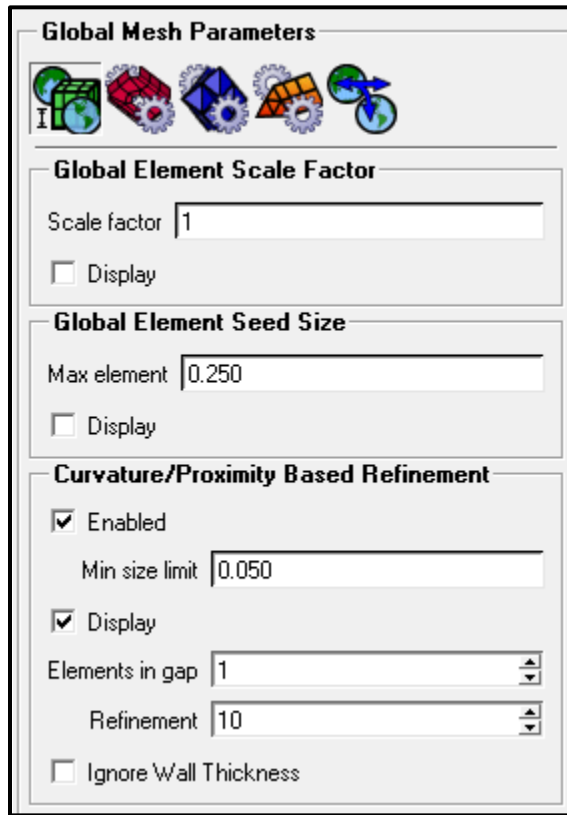 Global Mesh Parameters
Global Element Scale Factor
Scale factor 1
Display
Global Element Seed Size
Max element 0.250
Display
Curvature/Proximity Based Refinement
Enabled
Min size limit 0.050
Display
Elements in gap 1
Refinement 10
Ignore Wall Thickness